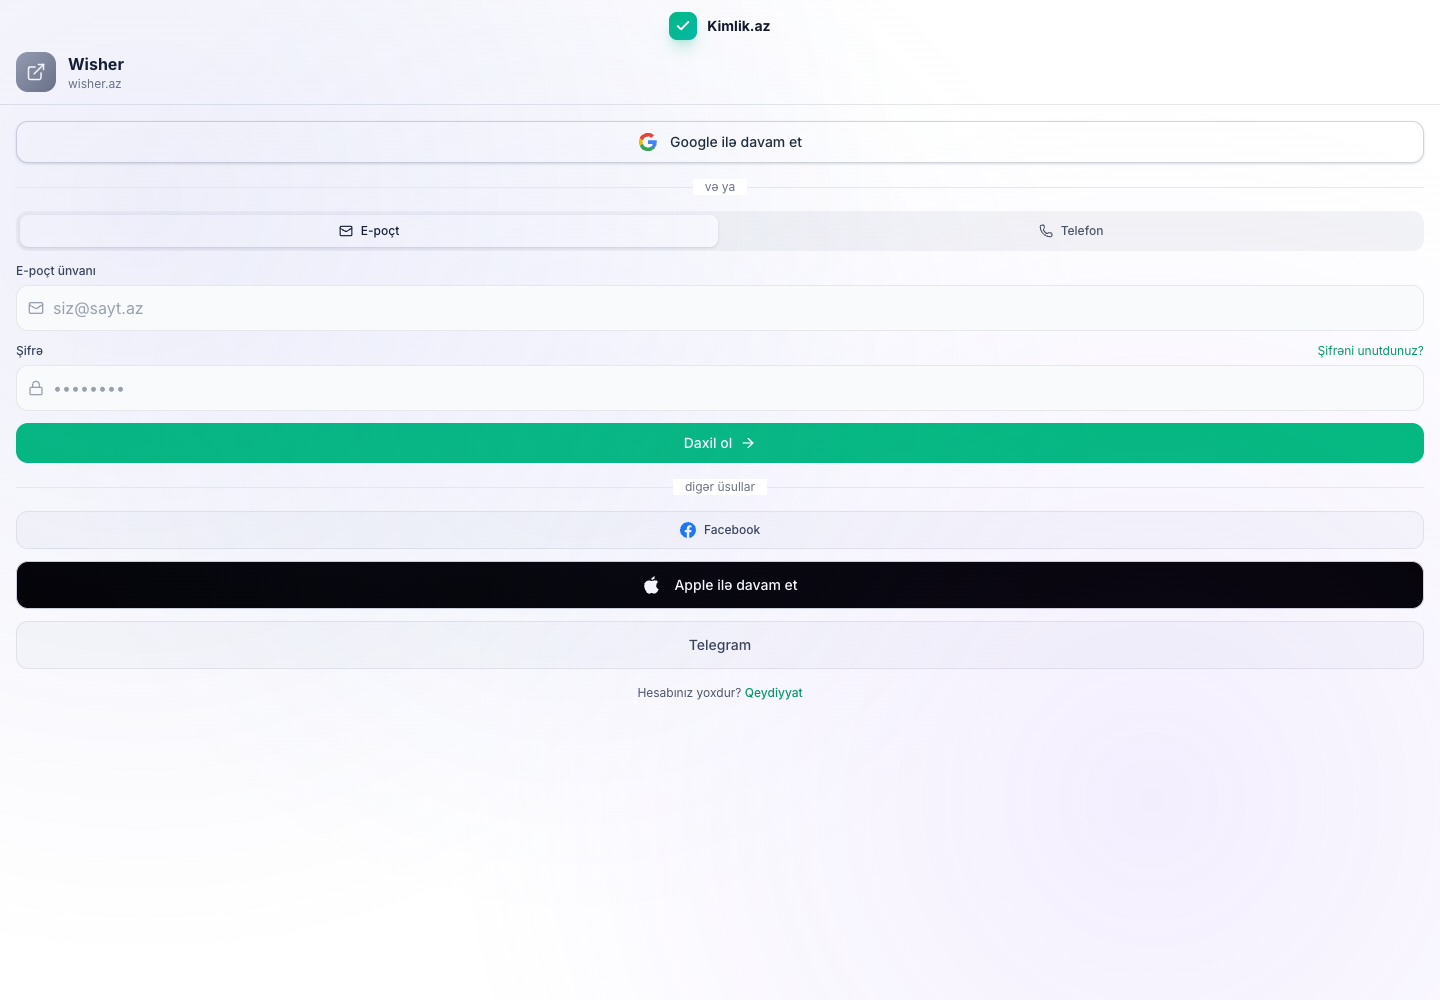 Kimlik.az
Wisher
wisher.az
Google ilə davam et
və ya
E-poçt
Telefon
E-poçt ünvanı
siz@sayt.az
Şifrə
Şifrəni unutdunuz?
••••••••
Daxil ol
digər üsullar
Facebook
Apple ilə davam et
Telegram
Hesabınız yoxdur? Qeydiyyat